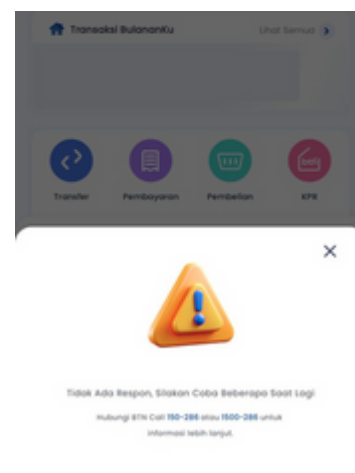 Transaksi BulananKu
Lihat Semua
Transfer
Pembayaran
Pembelian
KPR
Tidak Ada Respon, Silakan Coba Beberapa Saat Lagi
Hubungi BTN Call 150-286 atau 1500-286 untuk
informasi lebih lanjut.